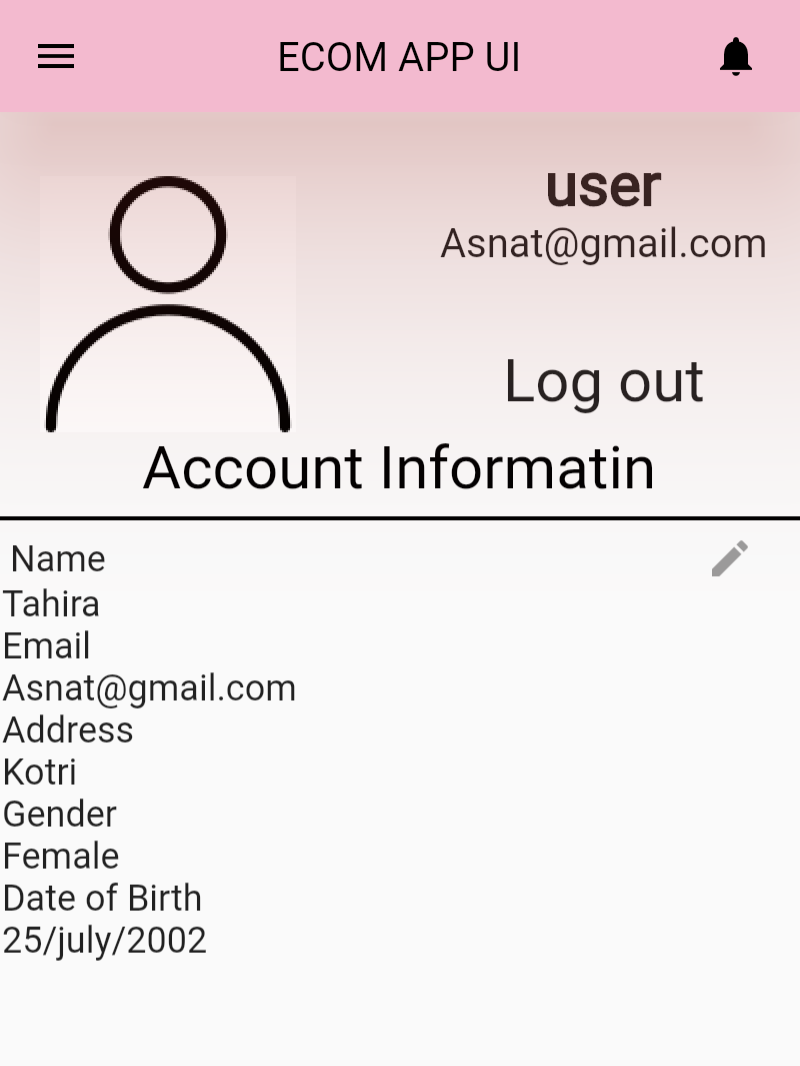 ECOM APP UI
user
Asnat@gmail.com
Log out
Account Informatin
Name
Tahira
Email
Asnat@gmail.com
Address
Kotri
Gender
Female
Date of Birth
25/july/2002